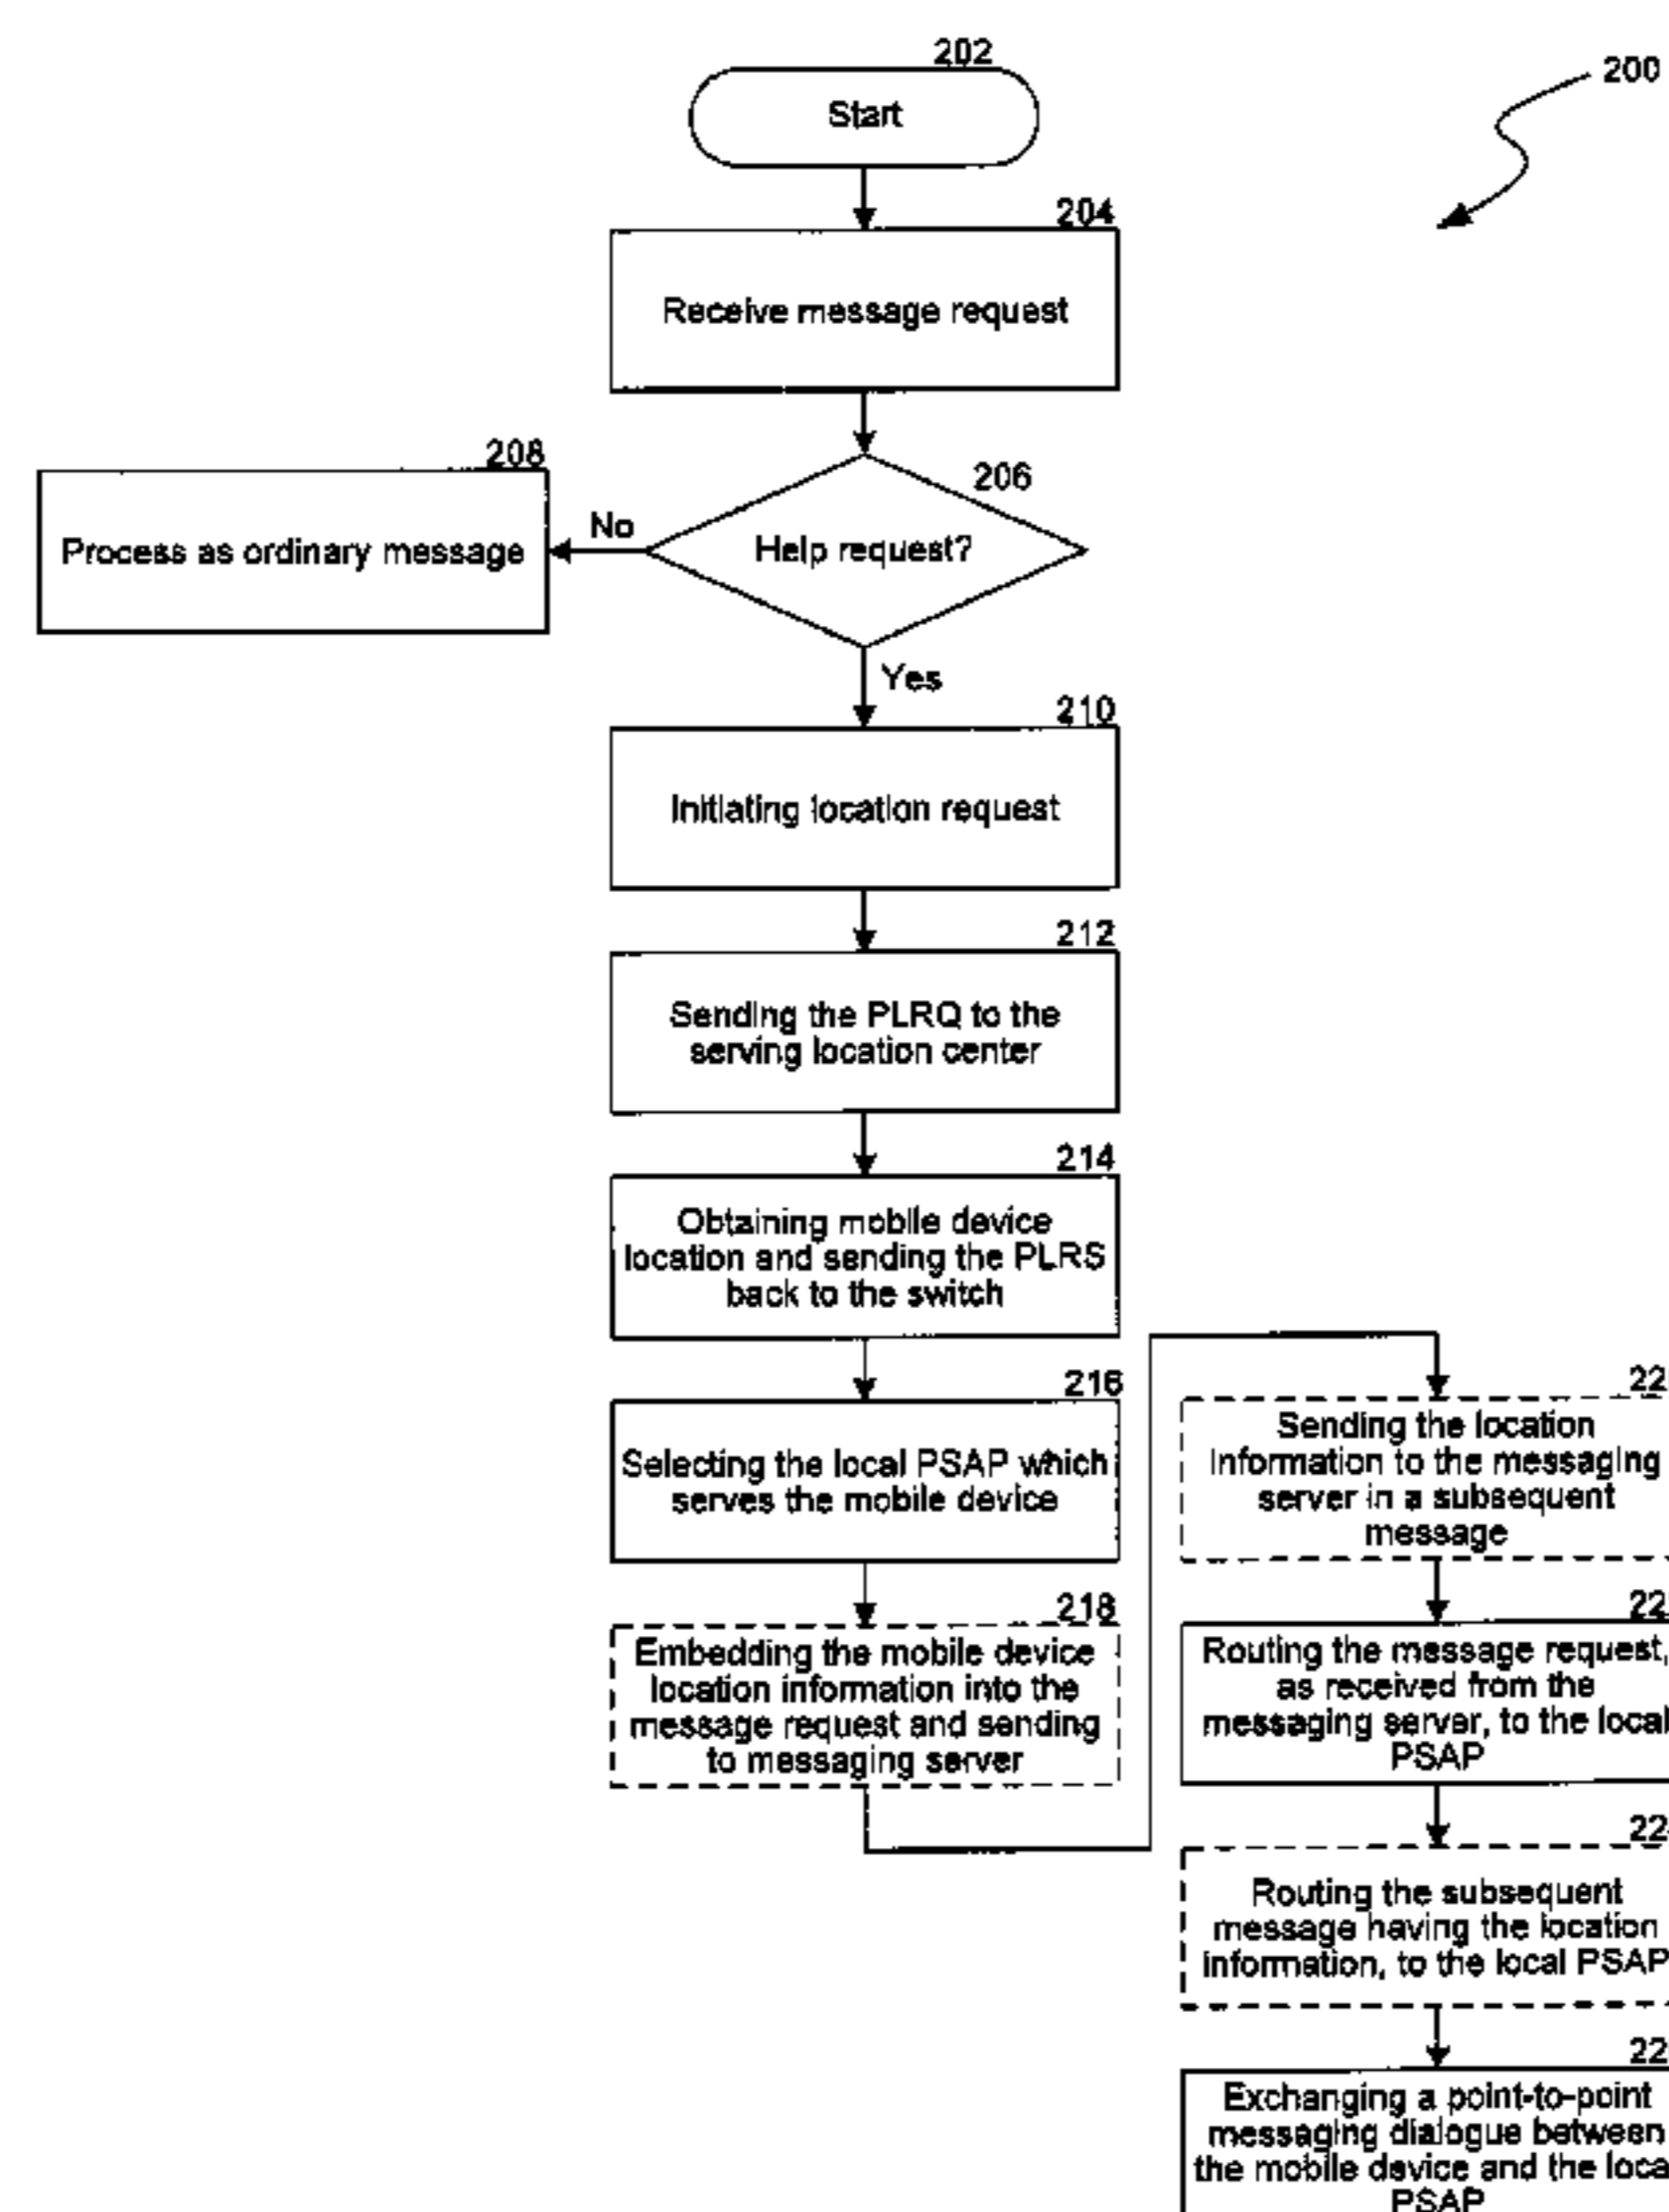 202
Start
200
204
Receive message request
208
206
Process as ordinary message
No
Help request?
Yes
210
Initiating location request
212
Sending the PLRQ to the
serving location center
214
Obtaining mobile device
location and sending the PLRS
back to the switch
216
Selecting the local PSAP which
serves the mobile device
218
Embedding the mobile device
location information into the
message request and sending
to messaging server
Sending the location
information to the messaging
server in a subsequent
message
Routing the message request,
as received from the
messaging server, to the local
PSAP
Routing the subsequent
message having the location
information, to the local PSAP
Exchanging a point-to-point
messaging dialogue between
the mobile device and the local
PSAP